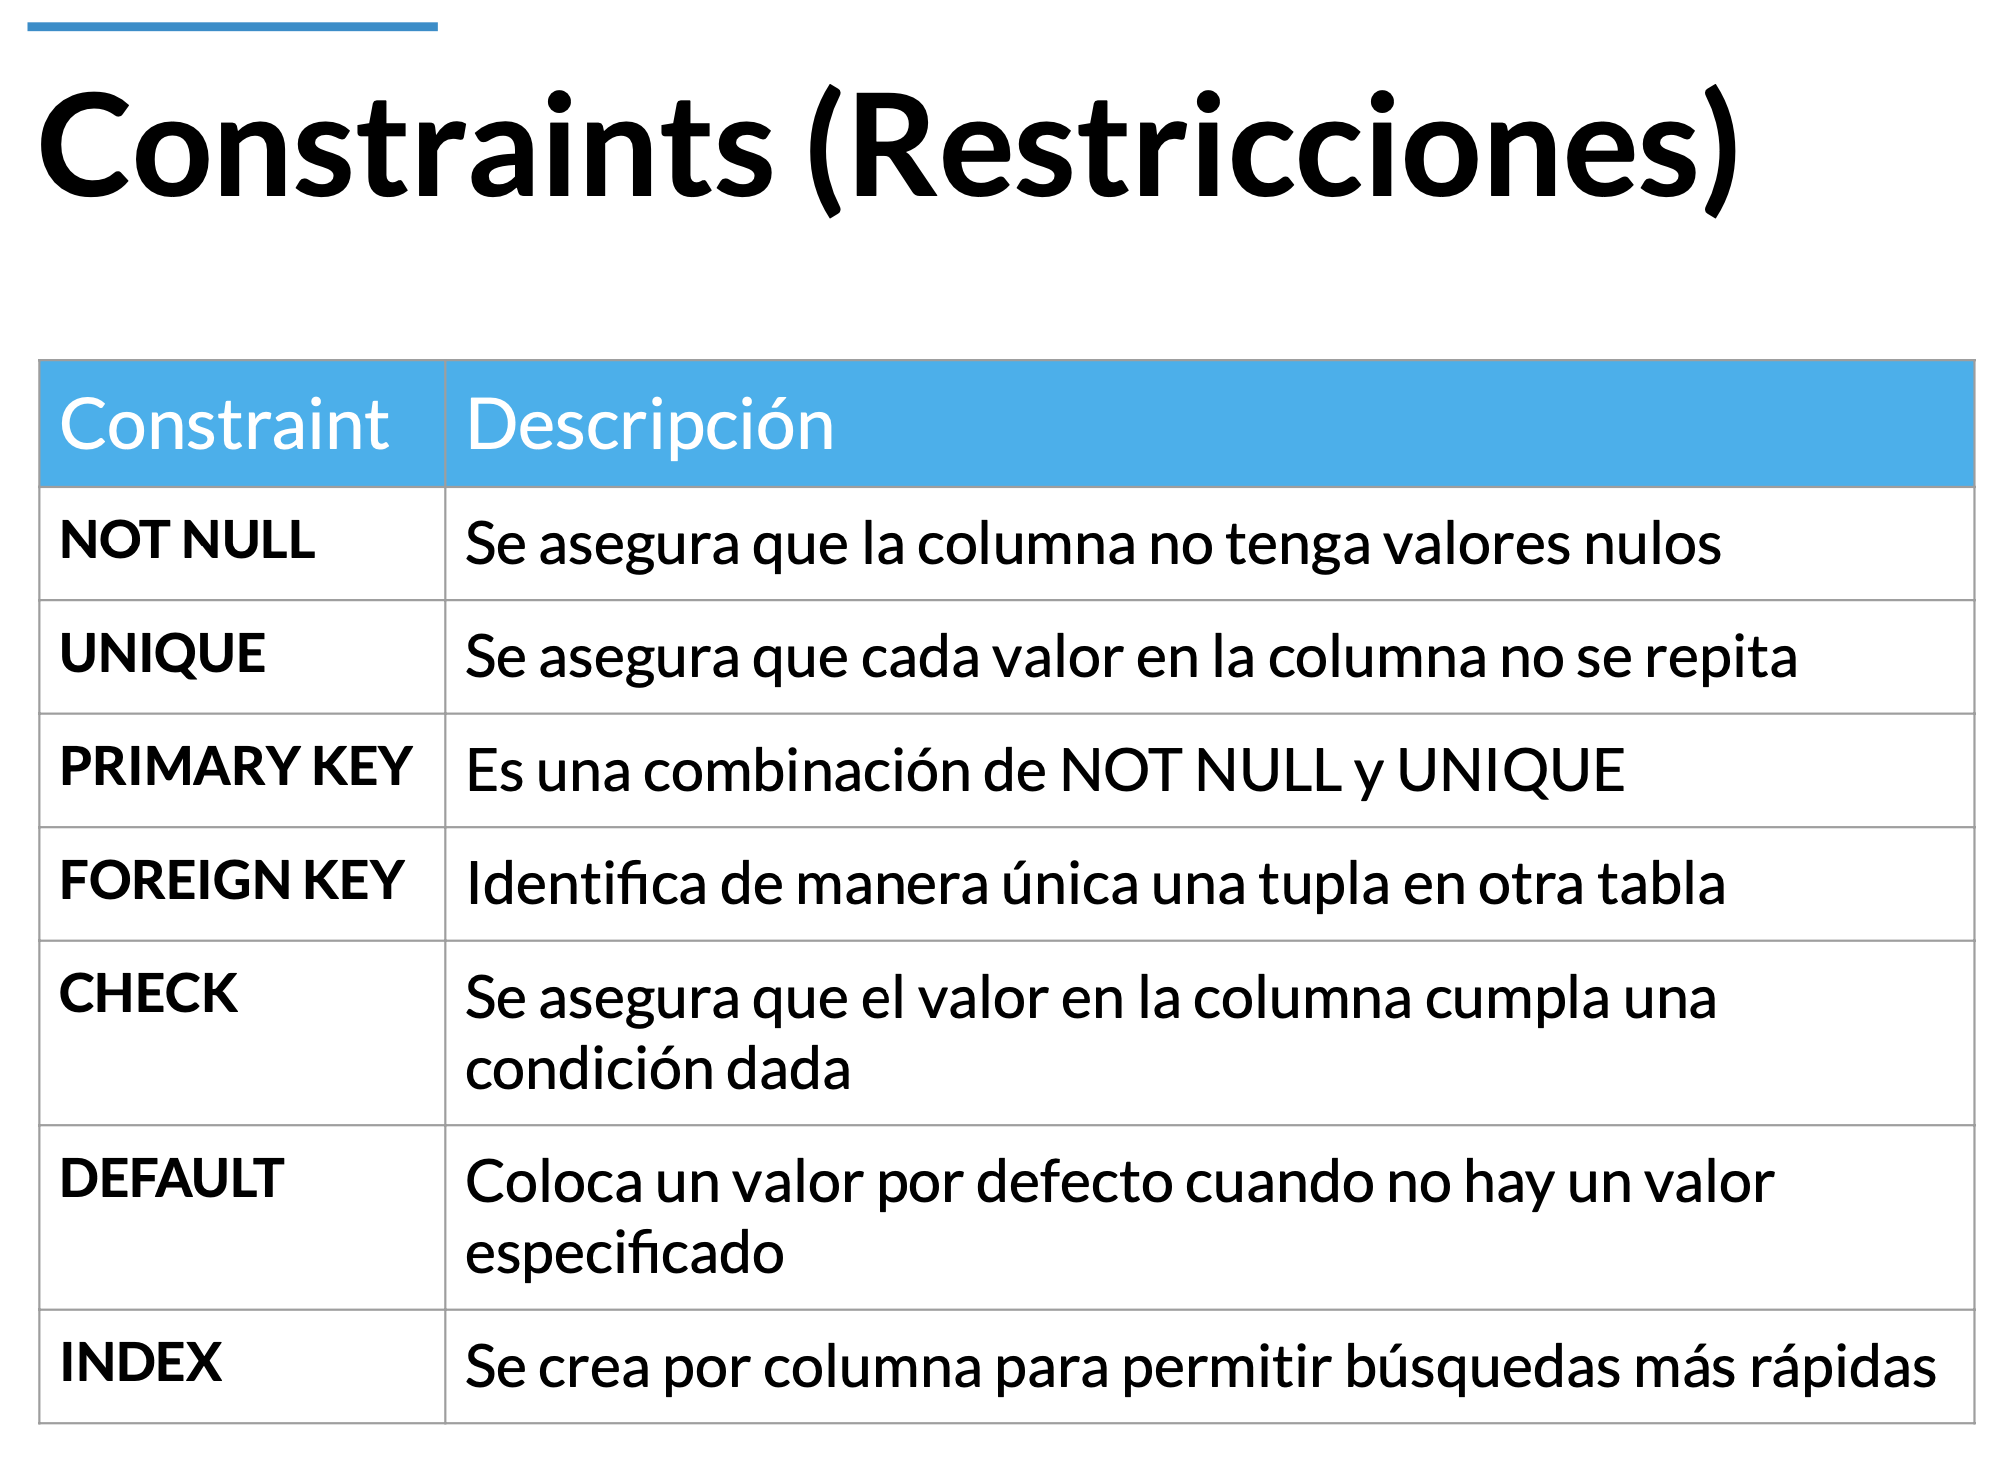 Constraints (Restricciones)
Constraint Descripción
NOT NULL Se asegura que la columna no tenga valores nulos
UNIQUE Se asegura que cada valor en la columna no se repita
PRIMARY KEY Es una combinación de NOT NULL y UNIQUE
FOREIGN KEY Identifica de manera única una tupla en otra tabla
CHECK Se asegura que el valor en la columna cumpla una
condición dada
DEFAULT Coloca un valor por defecto cuando no hay un valor
especificado
INDEX Se crea por columna para permitir búsquedas más rápidas